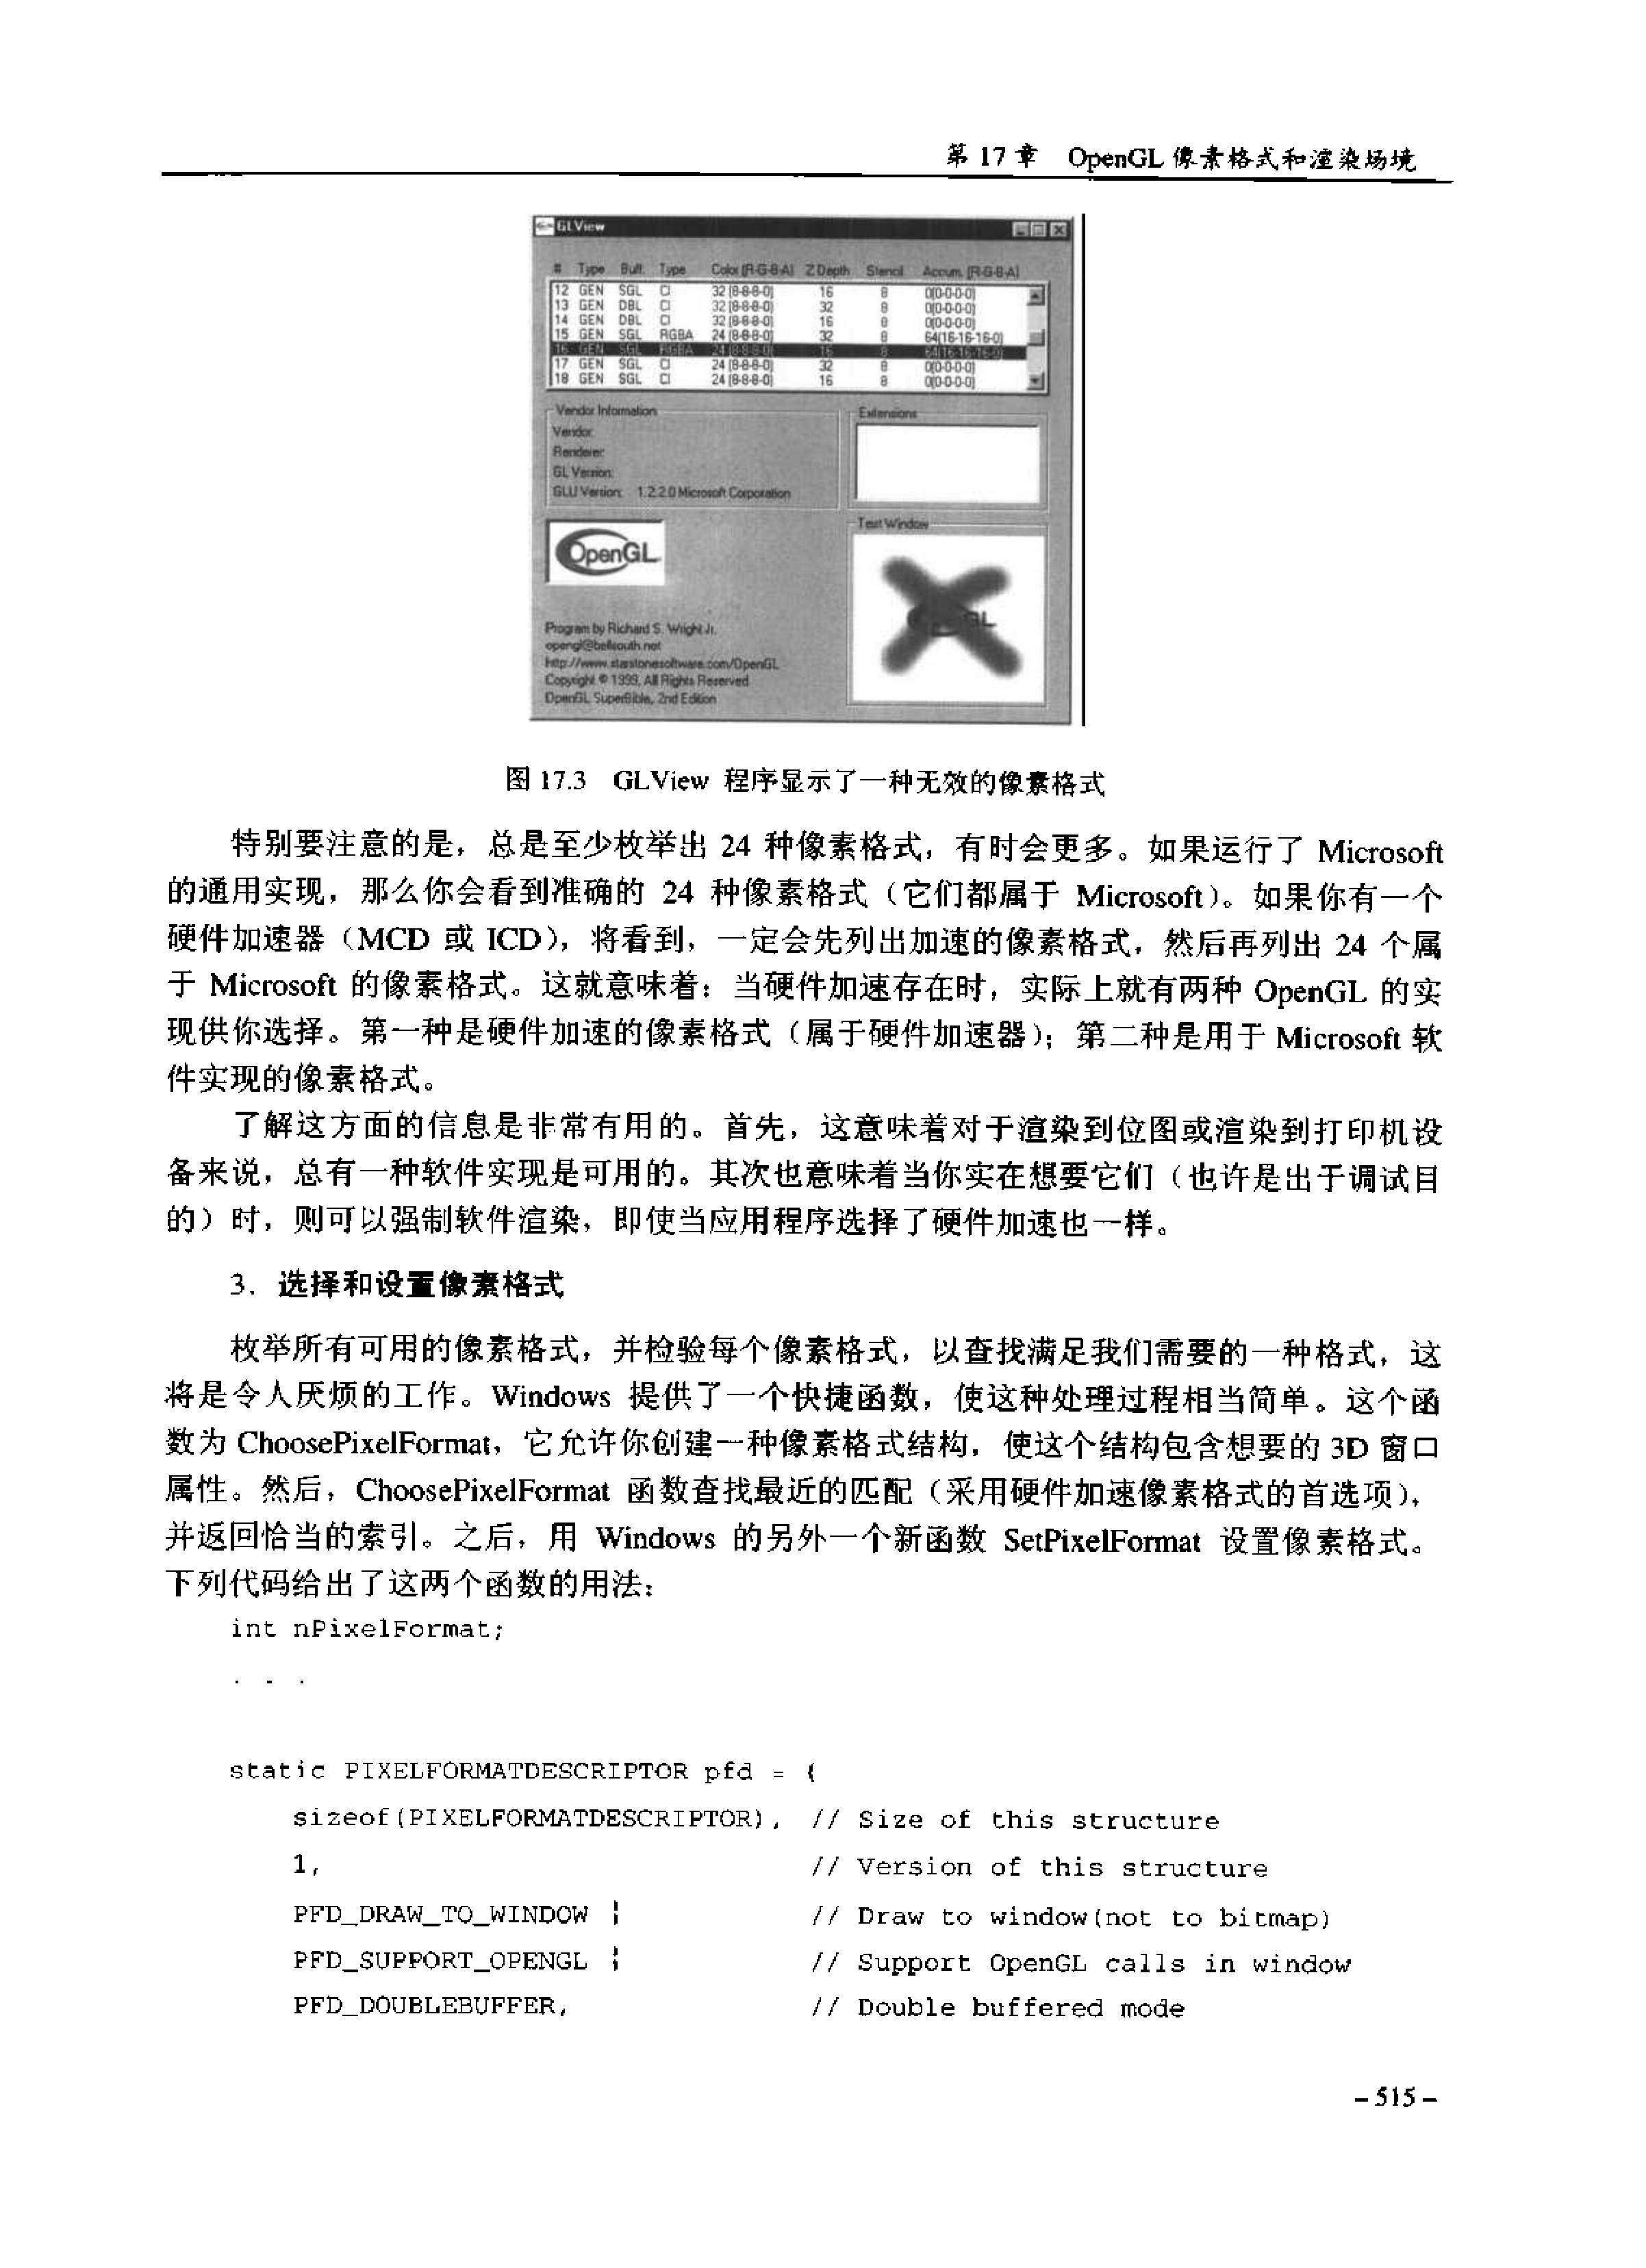 第 17 章 OpenGL 像素格式和渲染场境
GLView
# Type Buff. Type Color (R-G-B-A) Z Depth Stencil Accum. (R-G-B-A)
12 GEN SGL CI 32 (8-8-8-0) 16 8 0(0-0-0-0)
13 GEN DBL CI 32 (8-8-8-0) 32 8 0(0-0-0-0)
14 GEN DBL CI 32 (8-8-8-0) 16 8 0(0-0-0-0)
15 GEN SGL RGBA 24 (8-8-8-0) 32 8 64(16-16-16-0)
16 GEN SGL RGBA 24 (8-8-8-0) 16 8 64(16-16-16-0)
17 GEN SGL CI 24 (8-8-8-0) 32 8 0(0-0-0-0)
18 GEN SGL CI 24 (8-8-8-0) 16 8 0(0-0-0-0)
Vendor Information
Extensions
Vendor:
Renderer:
GL Version:
GLU Version: 1.2.2.0 Microsoft Corporation
Test Window
OpenGL
GL
Program by Richard S. Wright Jr.
opengl@bellsouth.net
http://www.starstonesoftware.com/OpenGL
Copyright © 1999, All Rights Reserved
OpenGL SuperBible, 2nd Edition
图 17.3 GLView 程序显示了一种无效的像素格式
特别要注意的是，总是至少枚举出 24 种像素格式，有时会更多。如果运行了 Microsoft
的通用实现，那么你会看到准确的 24 种像素格式（它们都属于 Microsoft）。如果你有一个
硬件加速器（MCD 或 ICD），将看到，一定会先列出加速的像素格式，然后再列出 24 个属
于 Microsoft 的像素格式。这就意味着：当硬件加速存在时，实际上就有两种 OpenGL 的实
现供你选择。第一种是硬件加速的像素格式（属于硬件加速器）；第二种是用于 Microsoft 软
件实现的像素格式。
了解这方面的信息是非常有用的。首先，这意味着对于渲染到位图或渲染到打印机设
备来说，总有一种软件实现是可用的。其次也意味着当你实在想要它们（也许是出于调试目
的）时，则可以强制软件渲染，即使当应用程序选择了硬件加速也一样。
3. 选择和设置像素格式
枚举所有可用的像素格式，并检验每个像素格式，以查找满足我们需要的一种格式，这
将是令人厌烦的工作。Windows 提供了一个快捷函数，使这种处理过程相当简单。这个函
数为 ChoosePixelFormat，它允许你创建一种像素格式结构，使这个结构包含想要的 3D 窗口
属性。然后，ChoosePixelFormat 函数查找最近的匹配（采用硬件加速像素格式的首选项），
并返回恰当的索引。之后，用 Windows 的另外一个新函数 SetPixelFormat 设置像素格式。
下列代码给出了这两个函数的用法：
int nPixelFormat;
. . .
static PIXELFORMATDESCRIPTOR pfd = {
sizeof(PIXELFORMATDESCRIPTOR), // Size of this structure
1, // Version of this structure
PFD_DRAW_TO_WINDOW ¦ // Draw to window(not to bitmap)
PFD_SUPPORT_OPENGL ¦ // Support OpenGL calls in window
PFD_DOUBLEBUFFER, // Double buffered mode
- 515 -